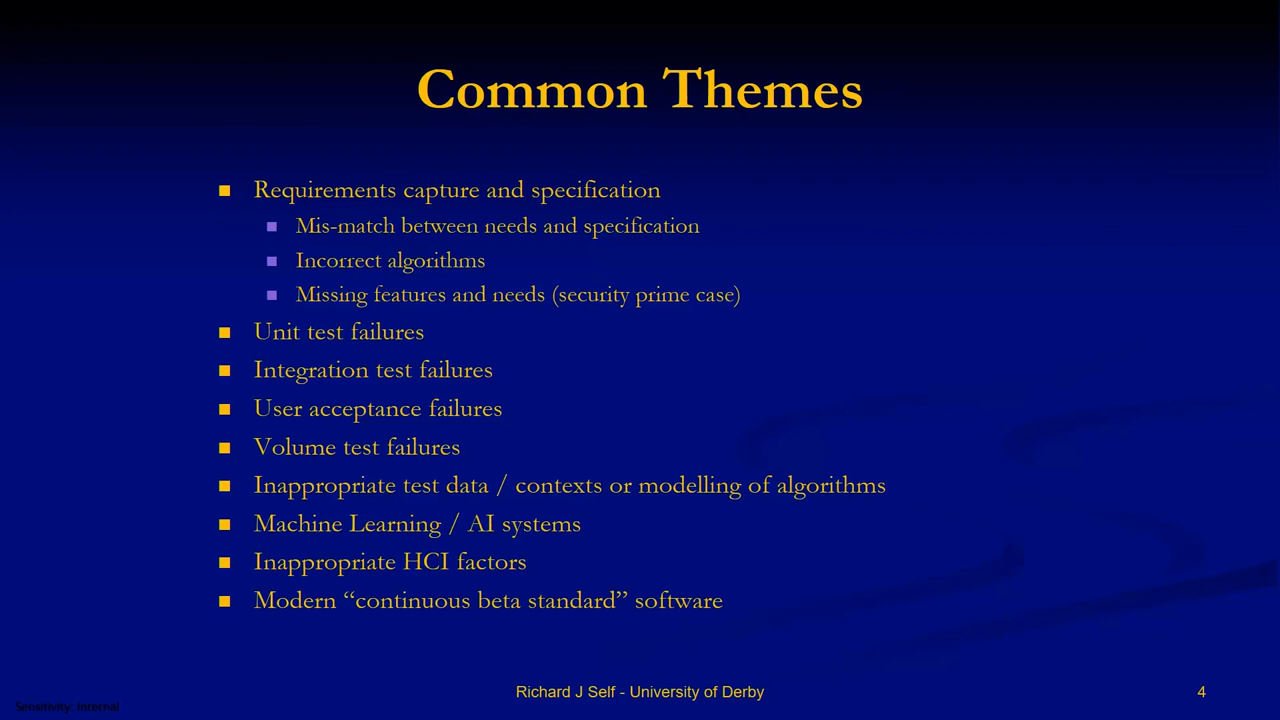 Common Themes
Requirements capture and specification
Mis-match between needs and specification
Incorrect algorithms
Missing features and needs (security prime case)
Unit test failures
Integration test failures
User acceptance failures
Volume test failures
Inappropriate test data / contexts or modelling of algorithms
Machine Learning / AI systems
Inappropriate HCI factors
Modern “continuous beta standard” software
Richard J Self - University of Derby
4
Sensitivity: Internal